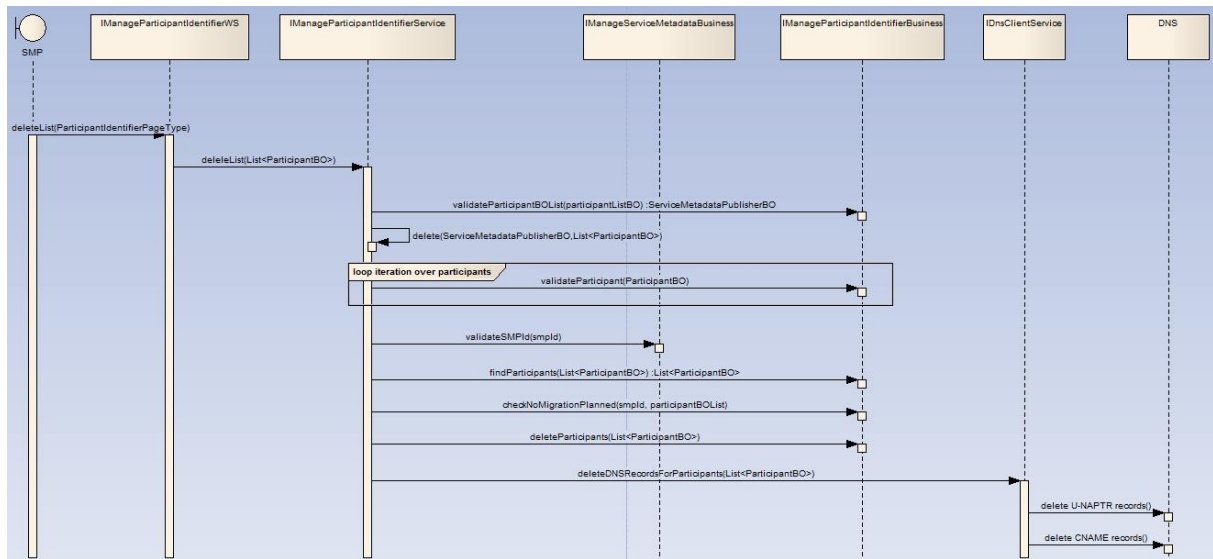 IManageParticipantIdentifierWS
IManageParticipantIdentifierService
IManageServiceMetadataBusiness
IManageParticipantIdentifierBusiness
IDnsClientService
DNS
SMP
deleteList(ParticipantIdentifierPageType)
deleleList(List<ParticipantBO>)
validateParticipantBOList(participantListBO) :ServiceMetadataPublisherBO
delete(ServiceMetadataPublisherBO,List<ParticipantBO>)
loop iteration over participants
validateParticipant(ParticipantBO)
validateSMPId(smpId)
findParticipants(List<ParticipantBO>) :List<ParticipantBO>
checkNoMigrationPlanned(smpId, participantBOList)
deleteParticipants(List<ParticipantBO>)
deleteDNSRecordsForParticipants(List<ParticipantBO>)
delete U-NAPTR records()
delete CNAME records()